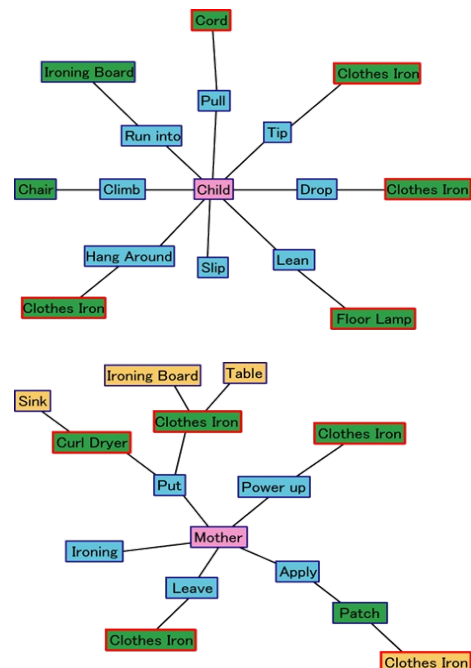 Cord
Ironing Board
Clothes Iron
Pull
Run into
Tip
Chair
Climb
Child
Drop
Clothes Iron
Hang Around
Slip
Lean
Clothes Iron
Floor Lamp
Ironing Board
Table
Sink
Clothes Iron
Clothes Iron
Curl Dryer
Put
Power up
Mother
Ironing
Apply
Leave
Patch
Clothes Iron
Clothes Iron